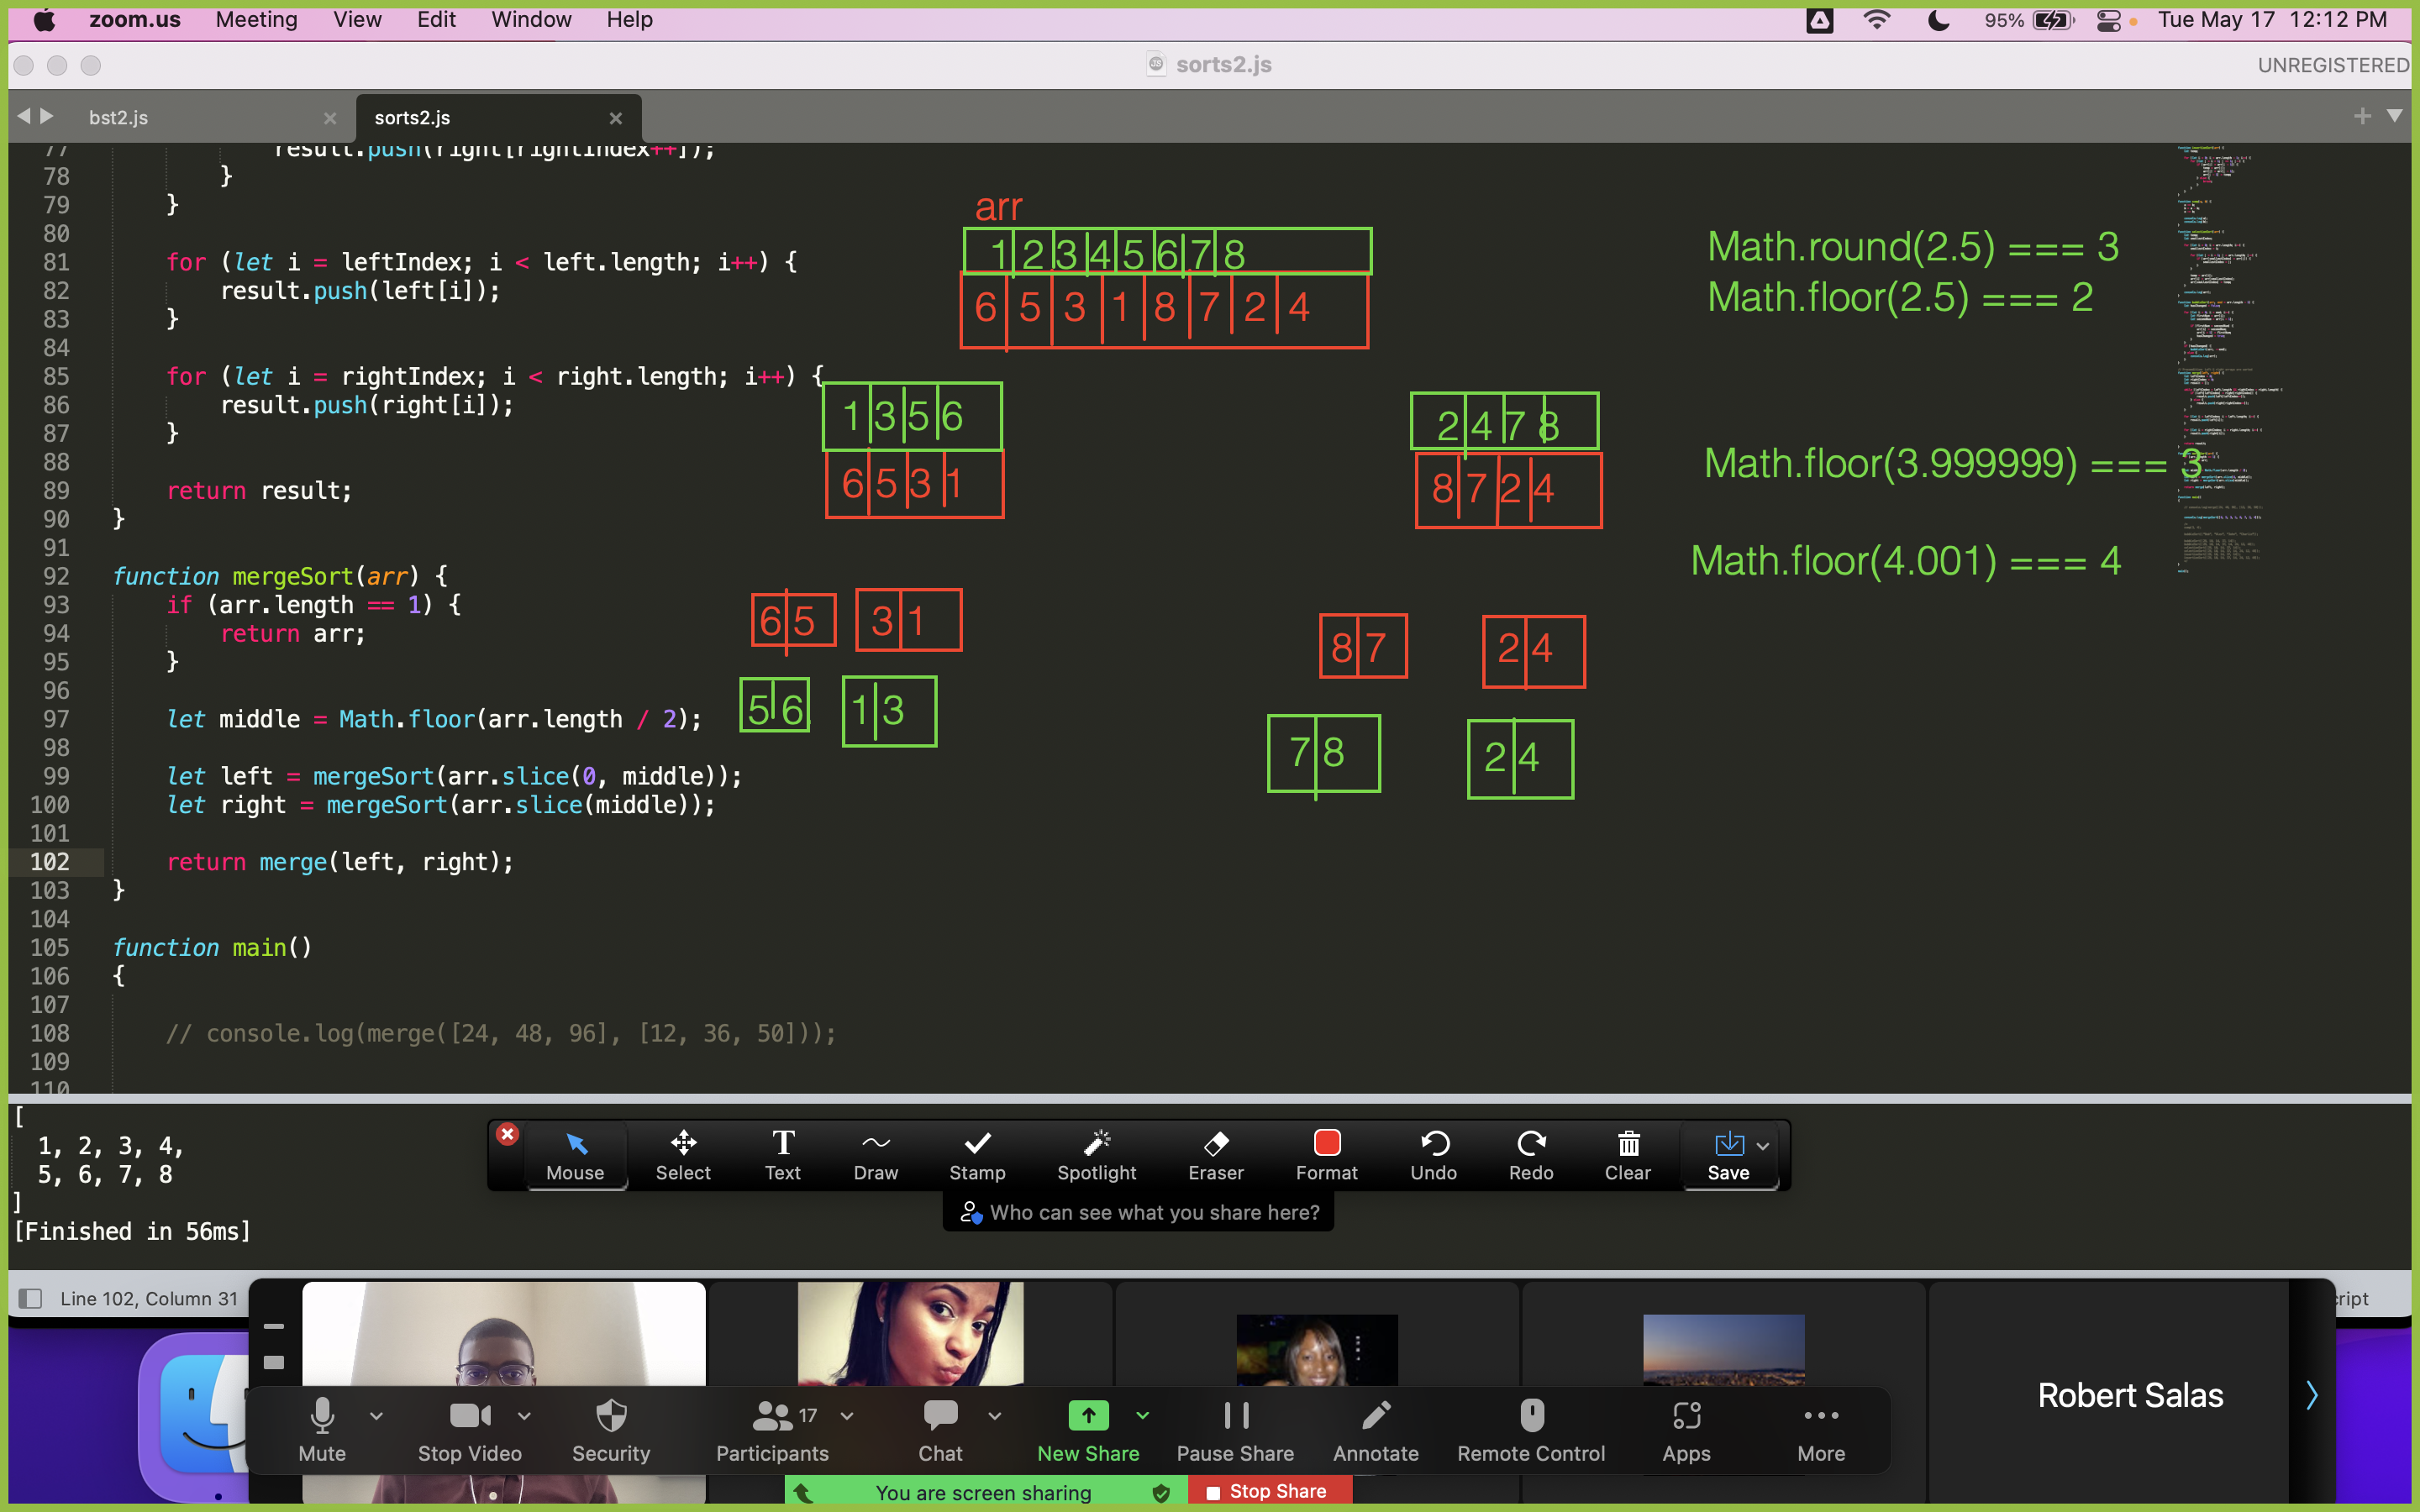 zoom.us Meeting View Edit Window Help 95% Tue May 17 12:12 PM
sorts2.js UNREGISTERED
bst2.js sorts2.js
77 result.push(right[rightIndex++]);
78 }
79 }
80
81 for (let i = leftIndex; i < left.length; i++) {
82 result.push(left[i]);
83 }
84
85 for (let i = rightIndex; i < right.length; i++) {
86 result.push(right[i]);
87 }
88
89 return result;
90 }
91
92 function mergeSort(arr) {
93 if (arr.length == 1) {
94 return arr;
95 }
96
97 let middle = Math.floor(arr.length / 2);
98
99 let left = mergeSort(arr.slice(0, middle));
100 let right = mergeSort(arr.slice(middle));
101
102 return merge(left, right);
103 }
104
105 function main()
106 {
107
108 // console.log(merge([24, 48, 96], [12, 36, 50]));
109
110
arr
1 2 3 4 5 6 7 8
6 5 3 1 8 7 2 4
1 3 5 6
6 5 3 1
2 4 7 8
8 7 2 4
6 5 3 1
5 6 1 3
8 7 2 4
7 8 2 4
Math.round(2.5) === 3
Math.floor(2.5) === 2
Math.floor(3.999999) === 3
Math.floor(4.001) === 4
[
1, 2, 3, 4,
5, 6, 7, 8
]
[Finished in 56ms]
Mouse Select Text Draw Stamp Spotlight Eraser Format Undo Redo Clear Save
Who can see what you share here?
Line 102, Column 31 cript
Robert Salas
17
Mute Stop Video Security Participants Chat New Share Pause Share Annotate Remote Control Apps More
You are screen sharing Stop Share